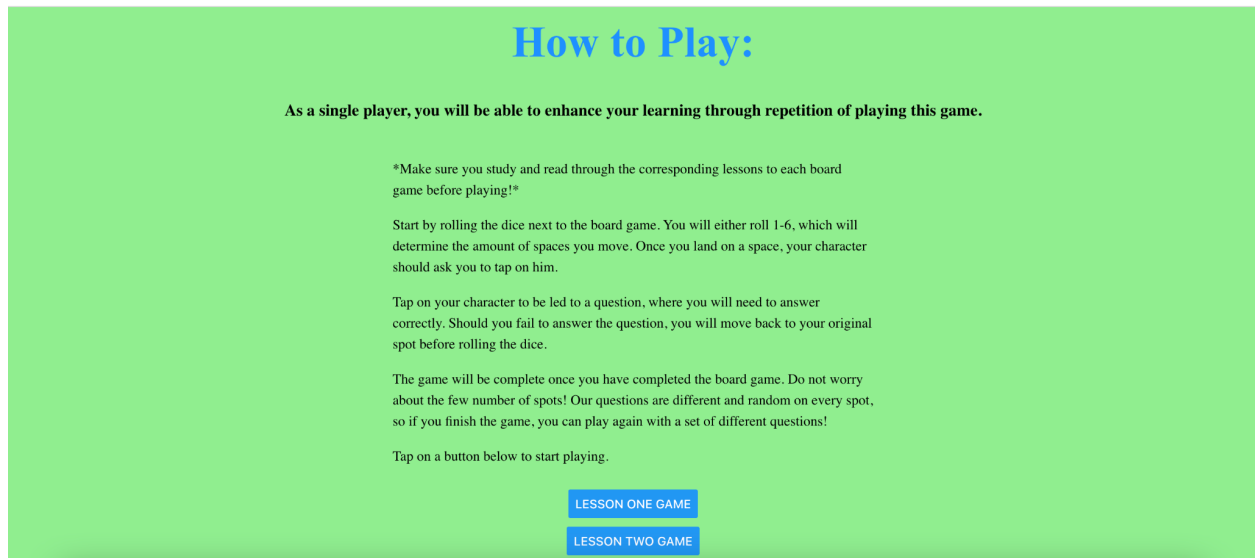 How to Play:
As a single player, you will be able to enhance your learning through repetition of playing this game.
*Make sure you study and read through the corresponding lessons to each board
game before playing!*
Start by rolling the dice next to the board game. You will either roll 1-6, which will
determine the amount of spaces you move. Once you land on a space, your character
should ask you to tap on him.
Tap on your character to be led to a question, where you will need to answer
correctly. Should you fail to answer the question, you will move back to your original
spot before rolling the dice.
The game will be complete once you have completed the board game. Do not worry
about the few number of spots! Our questions are different and random on every spot,
so if you finish the game, you can play again with a set of different questions!
Tap on a button below to start playing.
LESSON ONE GAME
LESSON TWO GAME